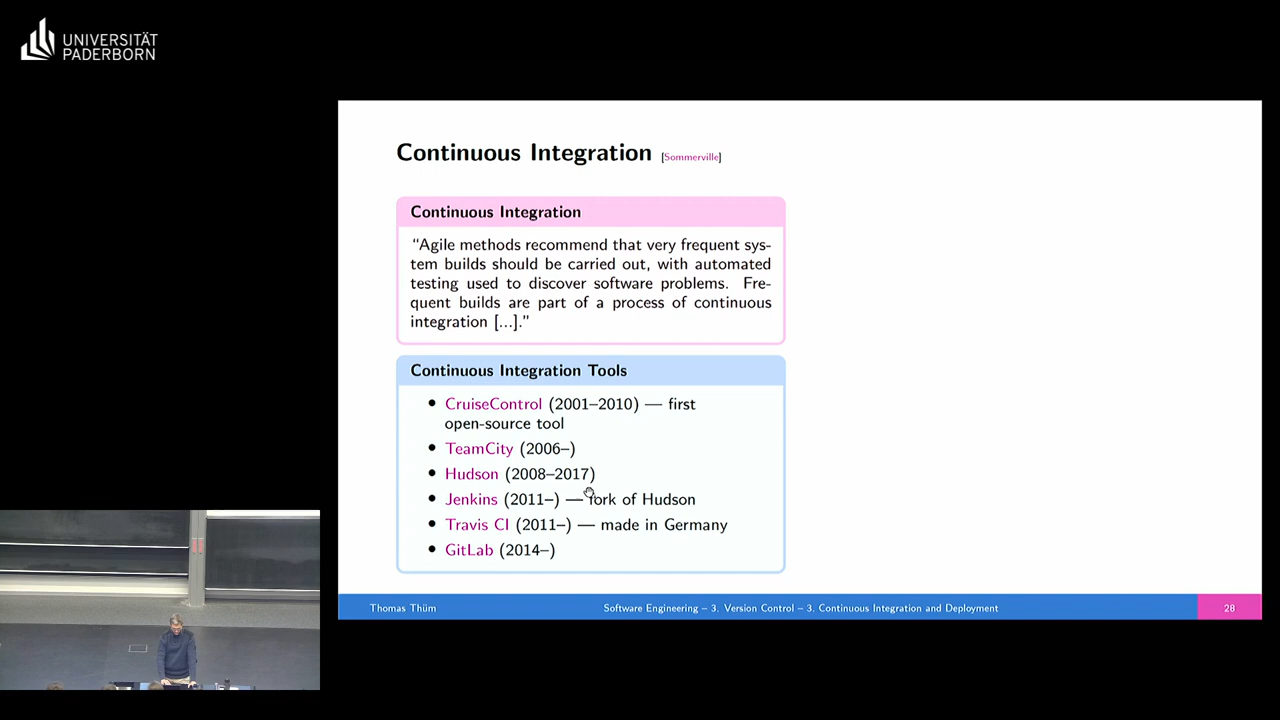 UNIVERSITÄT
PADERBORN
Continuous Integration [Sommerville]
Continuous Integration
“Agile methods recommend that very frequent sys-
tem builds should be carried out, with automated
testing used to discover software problems. Fre-
quent builds are part of a process of continuous
integration [...].”
Continuous Integration Tools
• CruiseControl (2001–2010) — first
open-source tool
• TeamCity (2006–)
• Hudson (2008–2017)
• Jenkins (2011–) — fork of Hudson
• Travis CI (2011–) — made in Germany
• GitLab (2014–)
Thomas Thüm
Software Engineering – 3. Version Control – 3. Continuous Integration and Deployment
28